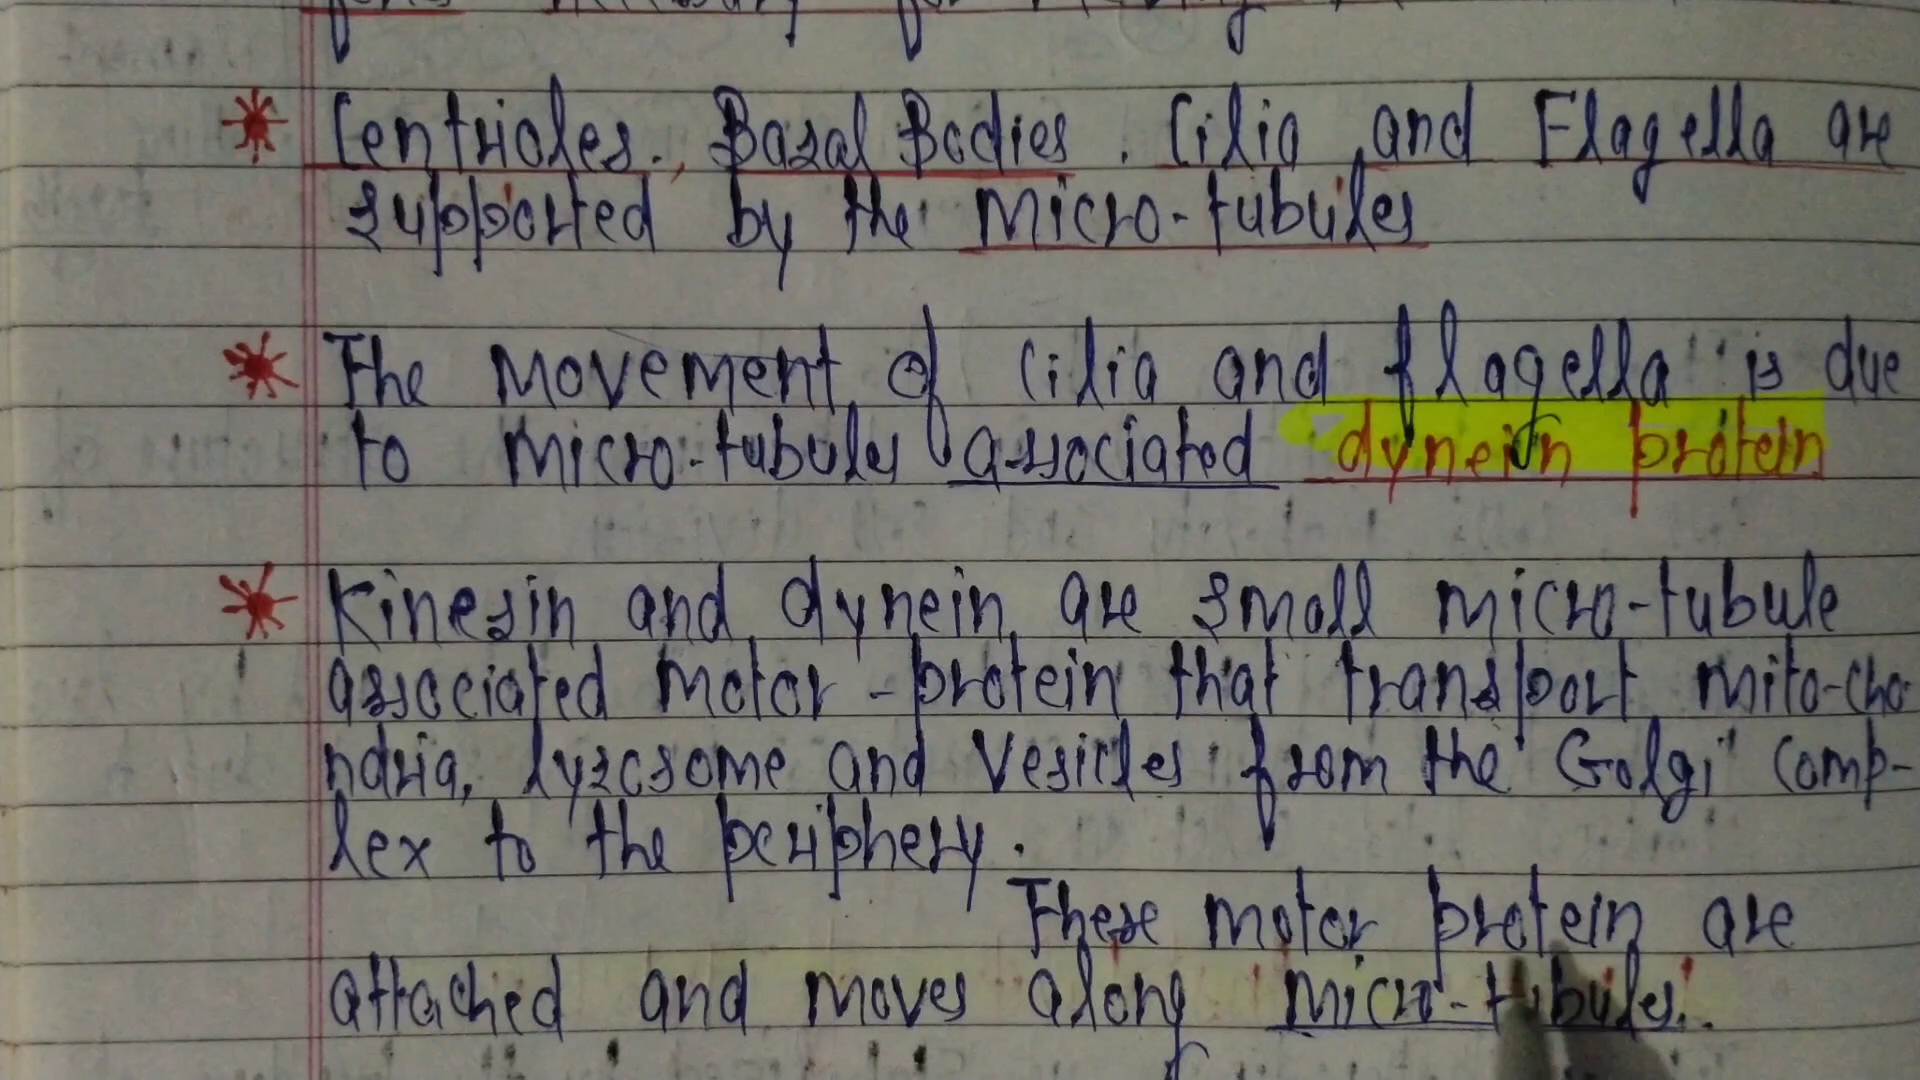 * Centrioles, Basal Bodies, Cilia and Flagella are
supported by the Micro-tubules
* The movement of cilia and flagella is due
to micro-tubules associated dynein protein
* Kinesin and dynein are small micro-tubule
associated motor-protein that transport mito-cho-
ndria, lyzosome and vesicles from the Golgi comp-
lex to the periphery.
These motor protein are
attached and moves along micro-tubules.